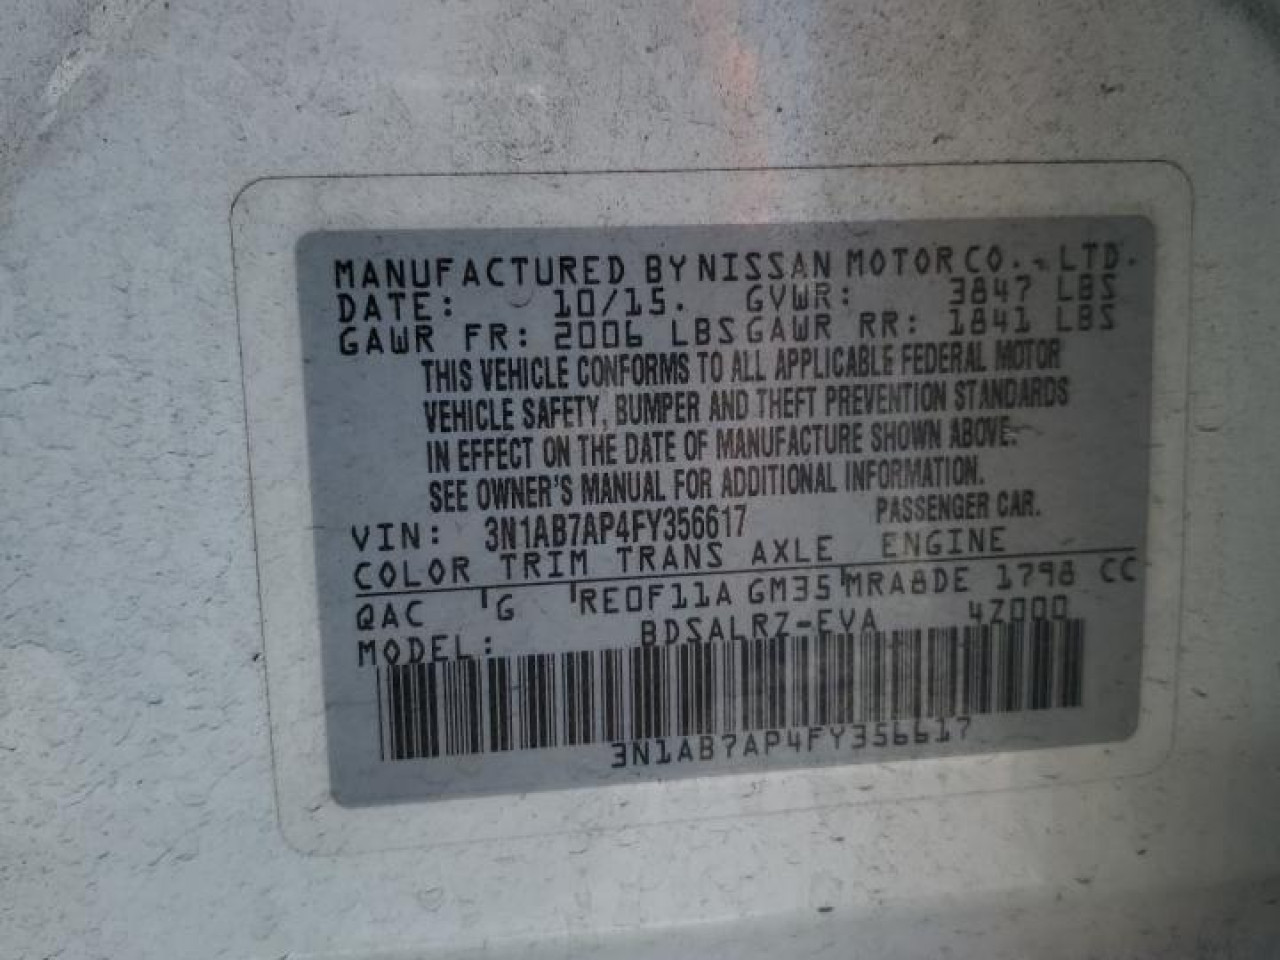 MANUFACTURED BY NISSAN MOTOR CO., LTD.
DATE: 10/15. GVWR: 3847 LBS
GAWR FR: 2006 LBS GAWR RR: 1841 LBS
THIS VEHICLE CONFORMS TO ALL APPLICABLE FEDERAL MOTOR
VEHICLE SAFETY, BUMPER AND THEFT PREVENTION STANDARDS
IN EFFECT ON THE DATE OF MANUFACTURE SHOWN ABOVE.
SEE OWNER'S MANUAL FOR ADDITIONAL INFORMATION.
VIN: 3N1AB7AP4FY356617 PASSENGER CAR.
COLOR TRIM TRANS AXLE ENGINE
QAC G RE0F11A GM35 MRA8DE 1798 CC
MODEL: BDSALRZ-EVA 4Z000
3N1AB7AP4FY356617